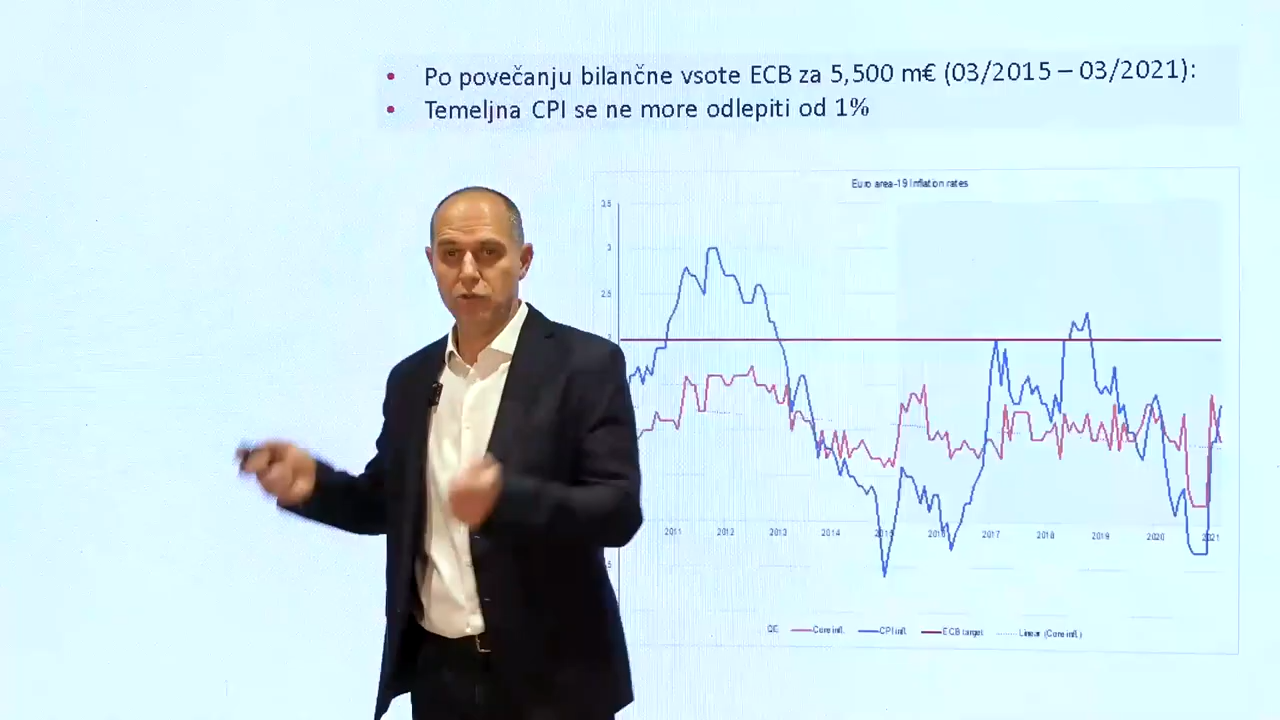 • Po povečanju bilančne vsote ECB za 5,500 m€ (03/2015 – 03/2021):
• Temeljna CPI se ne more odlepiti od 1%
Euro area-19 Inflation rates
3,5
3
2,5
2011 2012 2013 2014 2015 2016 2017 2018 2019 2020 2021
QE Core infl. CPI infl. ECB target Linear (Core infl.)